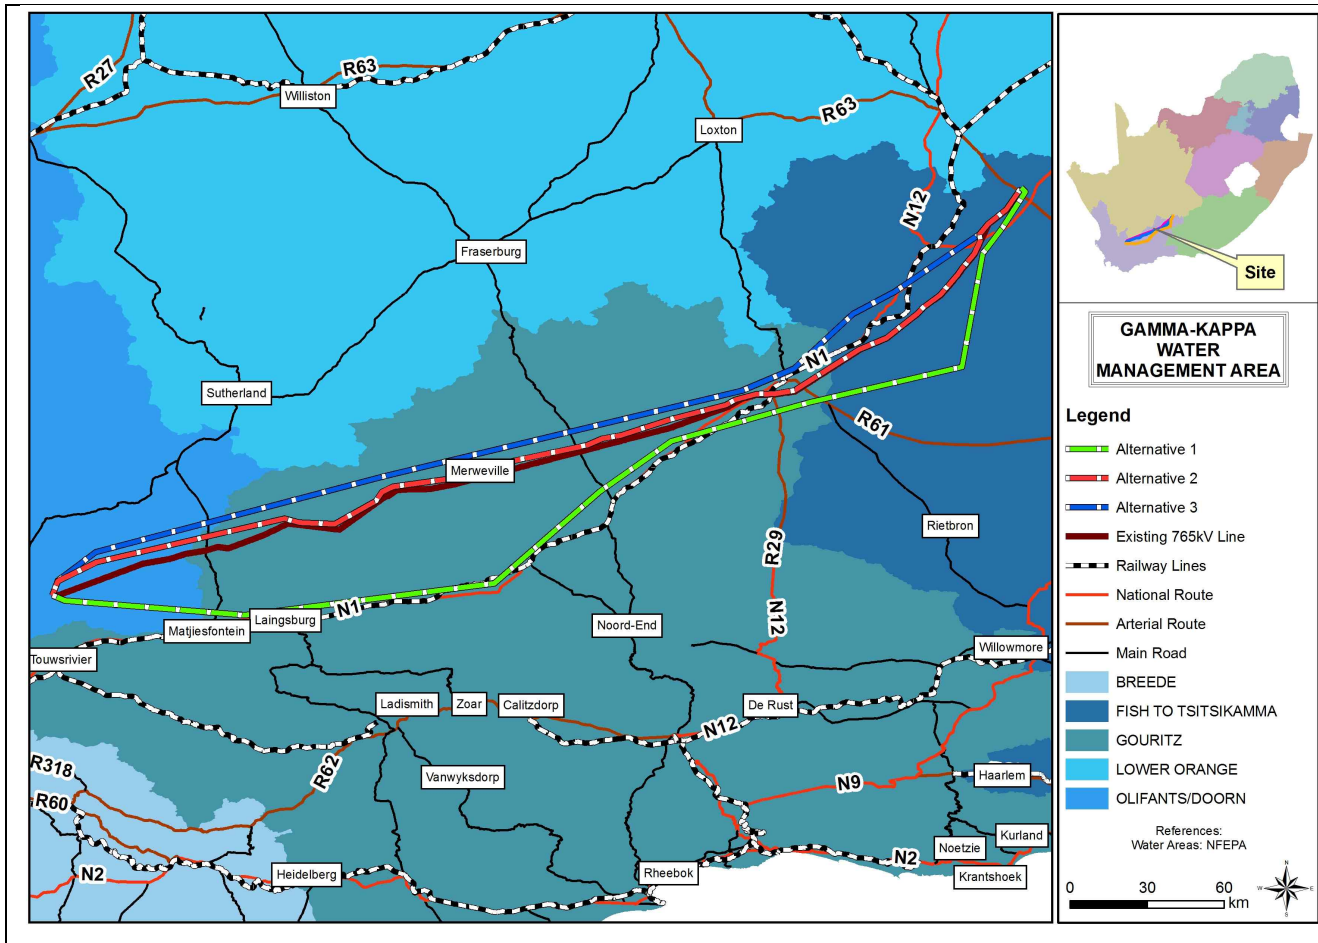 R27
R63
Williston
Loxton
R63
N12
Fraserburg
Sutherland
N1
R61
Merweville
Rietbron
R29
N12
N1
Laingsburg
Matjiesfontein
Noord-End
Touwsrivier
Willowmore
Ladismith
Zoar
Calitzdorp
De Rust
N12
R62
Vanwyksdorp
R318
R60
N9
Haarlem
Kurland
Noetzie
N2
Krantshoek
N2
Heidelberg
Rheebok
Site
GAMMA-KAPPA
WATER
MANAGEMENT AREA
Legend
Alternative 1
Alternative 2
Alternative 3
Existing 765kV Line
Railway Lines
National Route
Arterial Route
Main Road
BREEDE
FISH TO TSITSIKAMMA
GOURITZ
LOWER ORANGE
OLIFANTS/DOORN
References:
Water Areas: NFEPA
N
W E
S
0 30 60
km